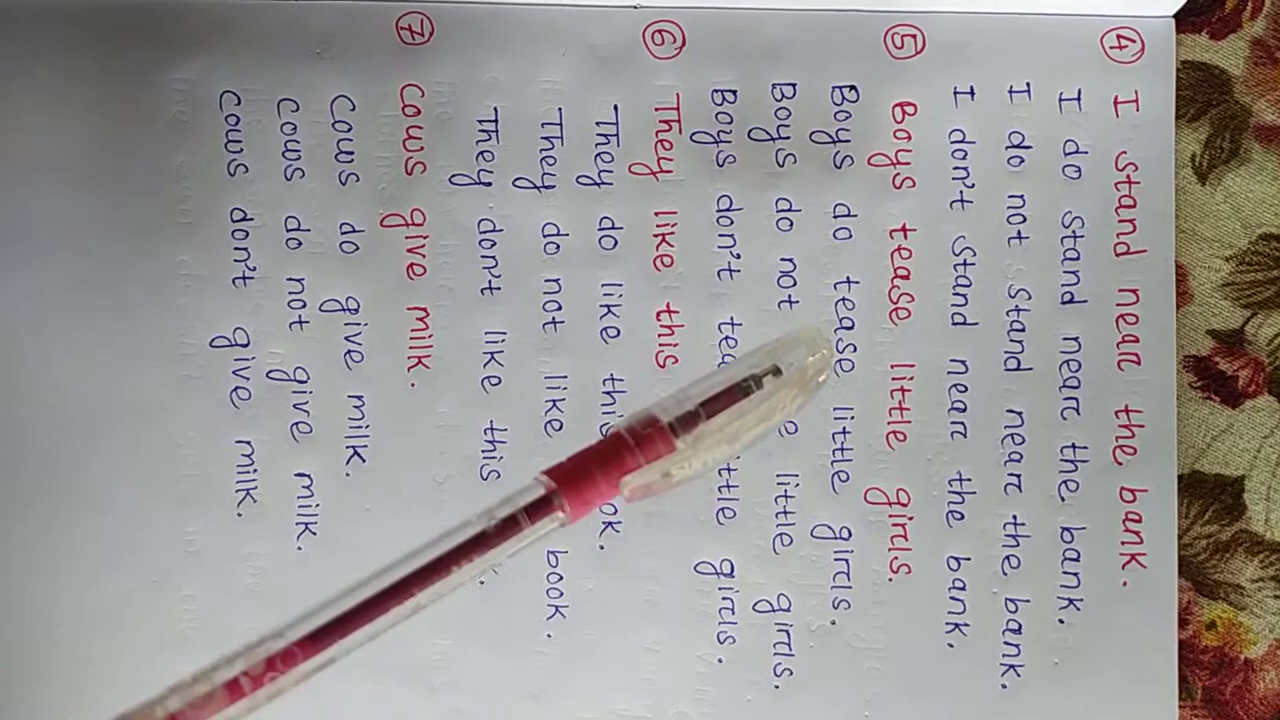 ④ I stand near the bank.
I do stand near the bank.
I do not stand near the bank.
I don't stand near the bank.
⑤ Boys tease little girls.
Boys do tease little girls.
Boys do not little girls.
Boys don't little girls.
⑥ They like this
They do like this
They do not like book.
They don't like this
⑦ Cows give milk.
Cows do give milk.
Cows do not give milk.
Cows don't give milk.